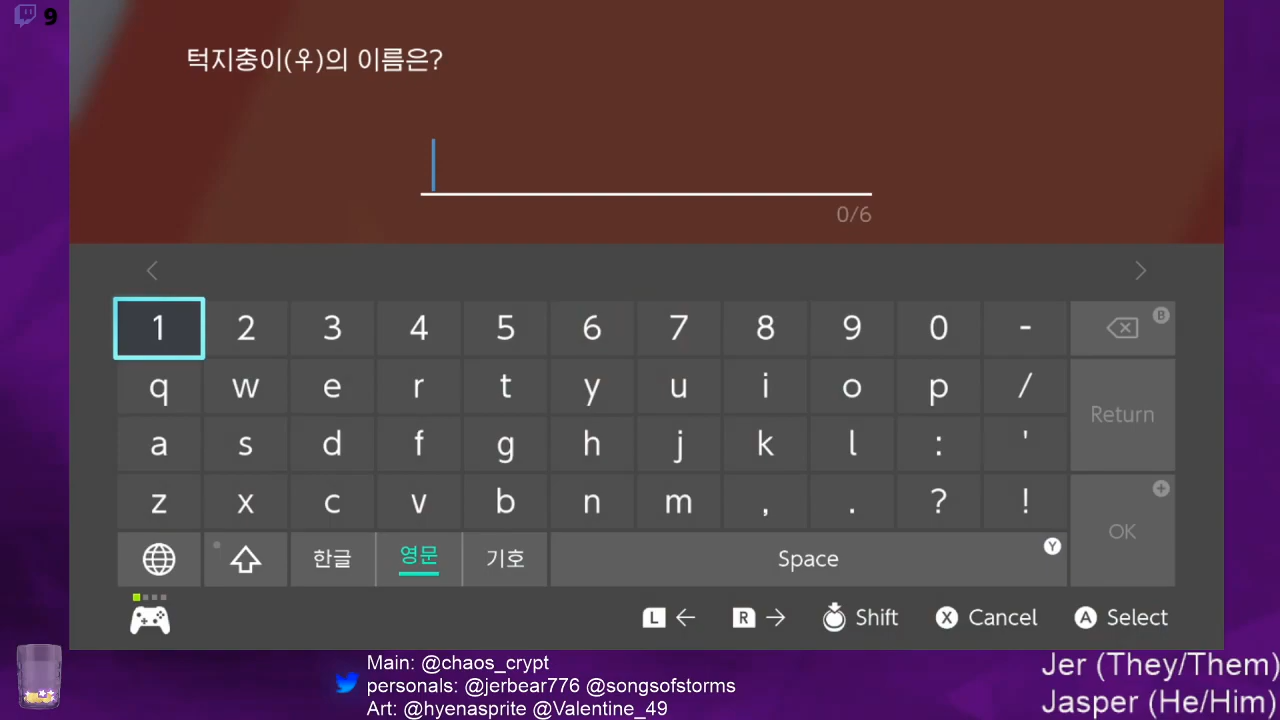 9
턱지충이(우)의 이름은?
0/6
1 2 3 4 5 6 7 8 9 0 - B
q w e r t y u i o p / Return
a s d f g h j k l : '
z x c v b n m , . ? ! OK
한글 영문 기호 Space Y
L ← R → Shift X Cancel A Select
Main: @chaos_crypt
personals: @jerbear776 @songsofstorms
Art: @hyenasprite @Valentine_49
Jer (They/Them)
Jasper (He/Him)